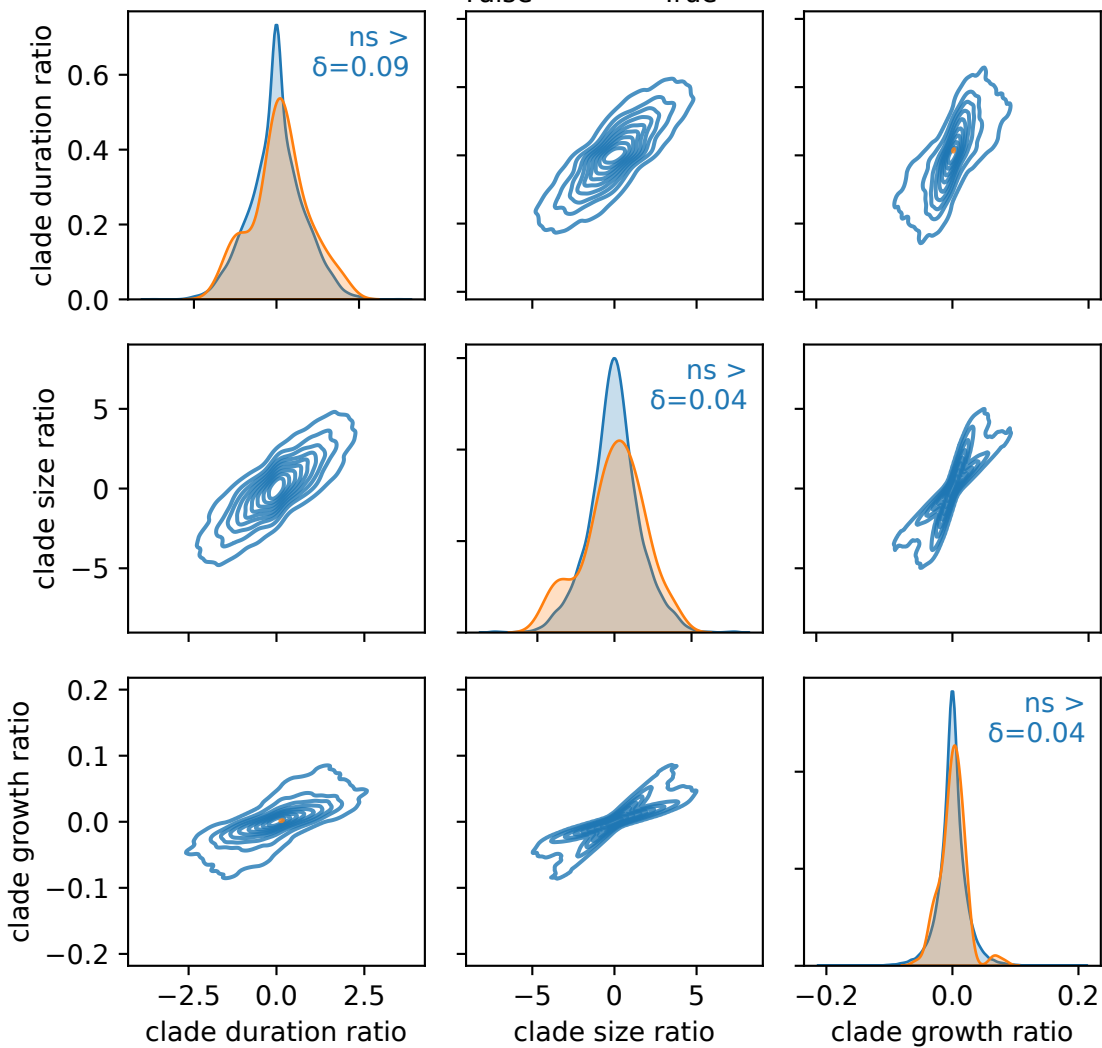 clade duration ratio
0.6
0.4
0.2
0.0
ns >
δ=0.09
clade size ratio
5
0
−5
ns >
δ=0.04
clade growth ratio
0.2
0.1
0.0
−0.1
−0.2
ns >
δ=0.04
−2.5 0.0 2.5
−5 0 5
−0.2 0.0 0.2
clade duration ratio
clade size ratio
clade growth ratio